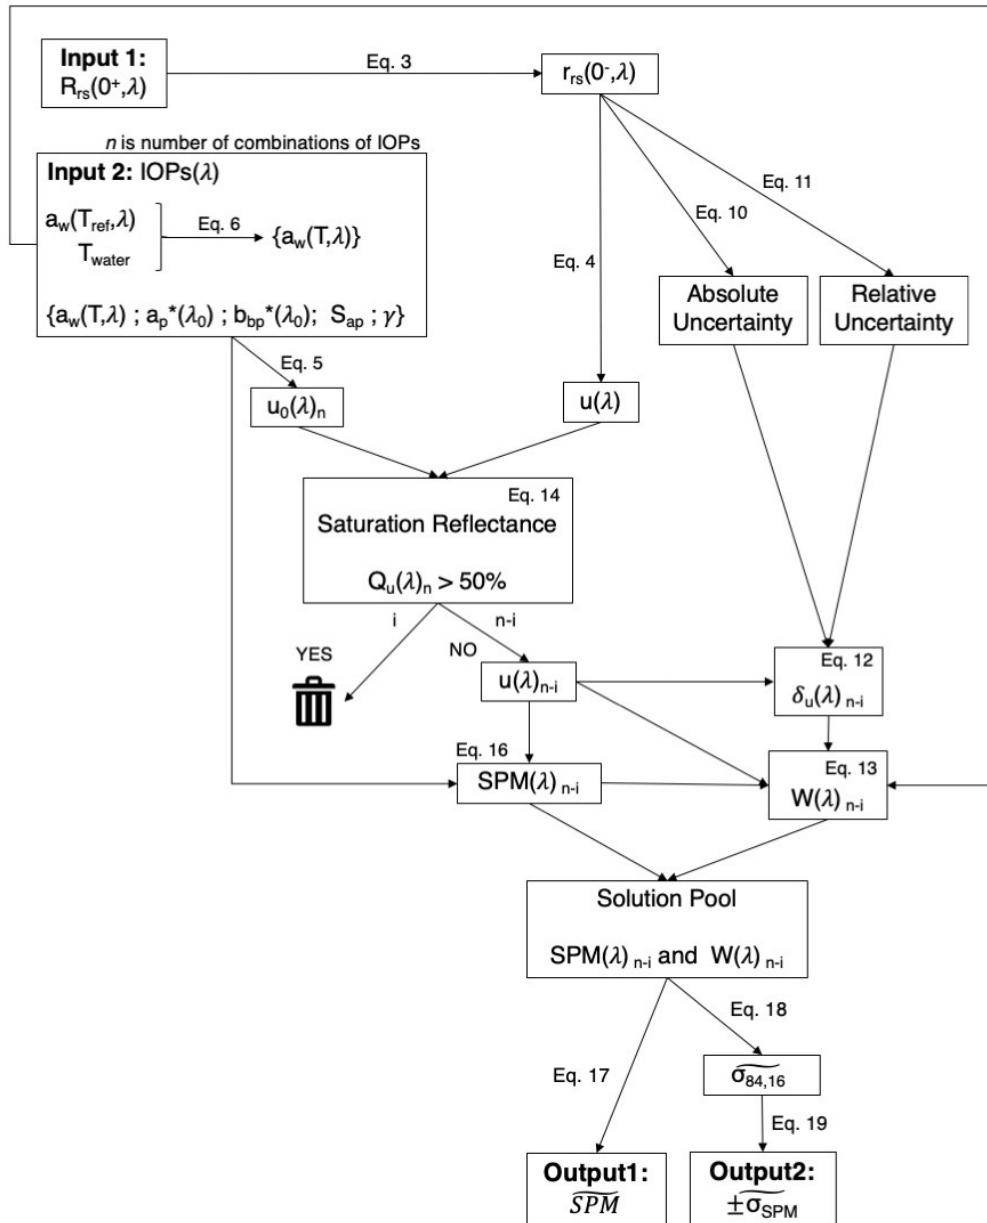 Input 1:
Rrs(0+,λ)
Eq. 3
rrs(0-,λ)
n is number of combinations of IOPs
Input 2: IOPs(λ)
aw(Tref,λ)
Twater
Eq. 6
{aw(T,λ)}
{aw(T,λ) ; ap*(λ0) ; bbp*(λ0); Sap ; γ}
Eq. 11
Eq. 10
Eq. 4
Absolute
Uncertainty
Relative
Uncertainty
Eq. 5
u0(λ)n
u(λ)
Eq. 14
Saturation Reflectance
Qu(λ)n > 50%
i
n-i
YES
NO
u(λ)n-i
Eq. 12
δu(λ) n-i
Eq. 16
SPM(λ) n-i
Eq. 13
W(λ) n-i
Solution Pool
SPM(λ) n-i and W(λ) n-i
Eq. 18
Eq. 17
σ84,16
Eq. 19
Output1:
SPM
Output2:
±σSPM